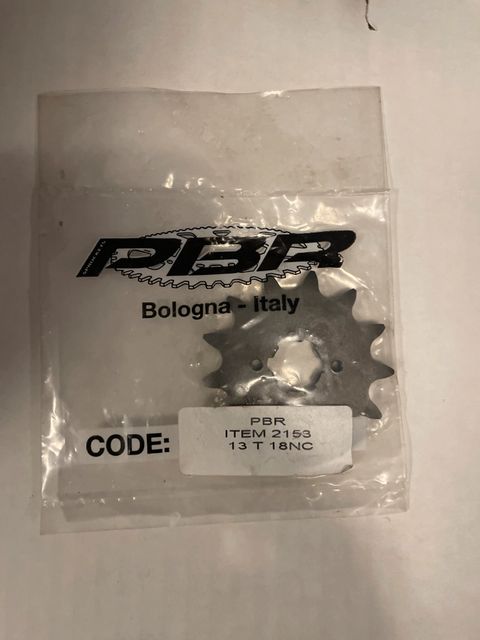 PBR
Bologna - Italy
CODE:
PBR
ITEM 2153
13 T 18NC